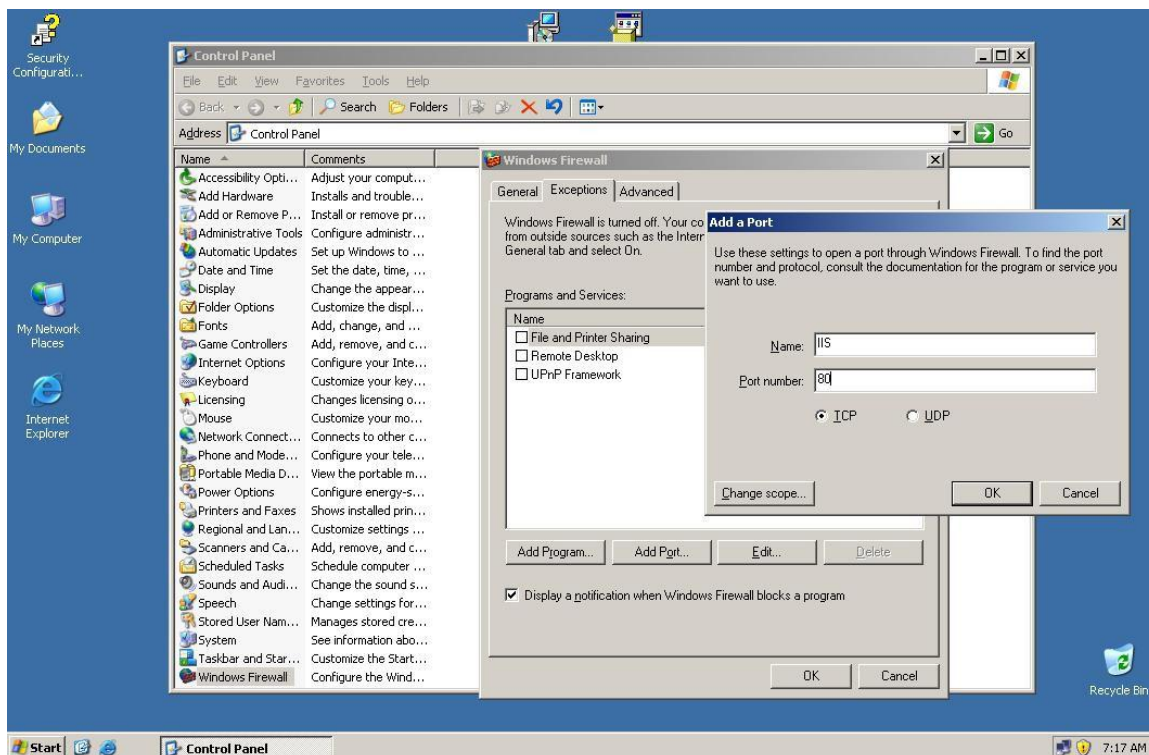 Security
Configurati...
My Documents
My Computer
My Network
Places
Internet
Explorer
Control Panel
File Edit View Favorites Tools Help
Back Search Folders
Address Control Panel Go
Name Comments
Accessibility Opti... Adjust your comput...
Add Hardware Installs and trouble...
Add or Remove P... Install or remove pr...
Administrative Tools Configure administr...
Automatic Updates Set up Windows to ...
Date and Time Set the date, time, ...
Display Change the appear...
Folder Options Customize the displ...
Fonts Add, change, and ...
Game Controllers Add, remove, and c...
Internet Options Configure your Inte...
Keyboard Customize your key...
Licensing Changes licensing o...
Mouse Customize your mo...
Network Connect... Connects to other c...
Phone and Mode... Configure your tele...
Portable Media D... View the portable m...
Power Options Configure energy-s...
Printers and Faxes Shows installed prin...
Regional and Lan... Customize settings ...
Scanners and Ca... Add, remove, and c...
Scheduled Tasks Schedule computer ...
Sounds and Audi... Change the sound s...
Speech Change settings for...
Stored User Nam... Manages stored cre...
System See information abo...
Taskbar and Star... Customize the Start...
Windows Firewall Configure the Wind...
Windows Firewall
General Exceptions Advanced
Windows Firewall is turned off. Your co
from outside sources such as the Inter
General tab and select On.
Programs and Services:
Name
File and Printer Sharing
Remote Desktop
UPnP Framework
Add Program... Add Port... Edit... Delete
Display a notification when Windows Firewall blocks a program
OK Cancel
Add a Port
Use these settings to open a port through Windows Firewall. To find the port
number and protocol, consult the documentation for the program or service you
want to use.
Name: IIS
Port number: 80
TCP UDP
Change scope... OK Cancel
Recycle Bin
Start Control Panel 7:17 AM